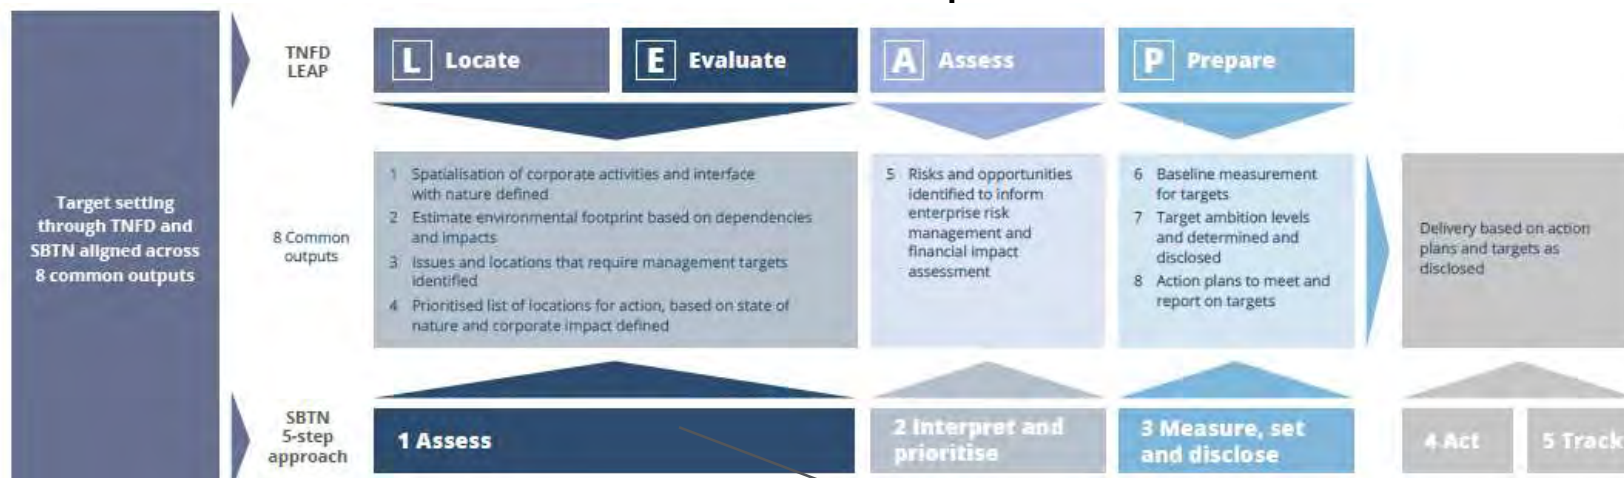 Target setting
through TNFD and
SBTN aligned across
8 common outputs
TNFD
LEAP
L Locate
E Evaluate
A Assess
P Prepare
8 Common
outputs
1 Spatialisation of corporate activities and interface
with nature defined
2 Estimate environmental footprint based on dependencies
and impacts
3 Issues and locations that require management targets
identified
4 Prioritised list of locations for action, based on state of
nature and corporate impact defined
5 Risks and opportunities
identified to inform
enterprise risk
management and
financial impact
assessment
6 Baseline measurement
for targets
7 Target ambition levels
and determined and
disclosed
8 Action plans to meet and
report on targets
Delivery based on action
plans and targets as
disclosed
SBTN
5-step
approach
1 Assess
2 Interpret and
prioritise
3 Measure, set
and disclose
4 Act
5 Track